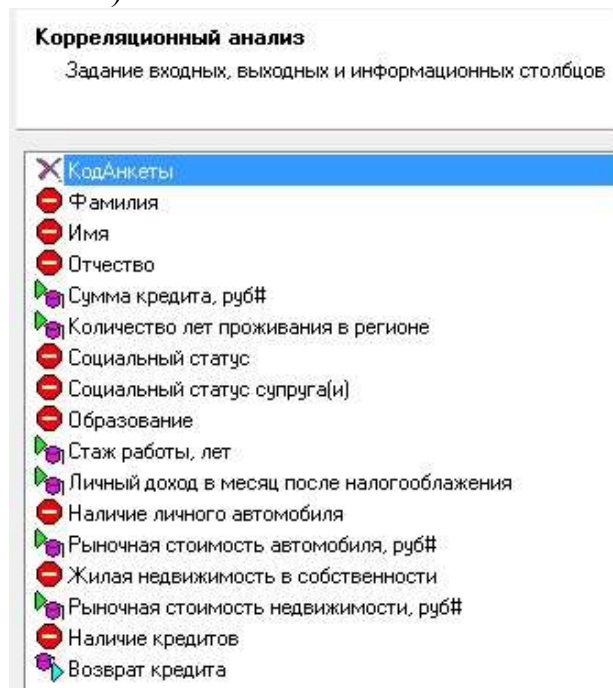 Корреляционный анализ
Задание входных, выходных и информационных столбцов
КодАнкеты
Фамилия
Имя
Отчество
Сумма кредита, руб#
Количество лет проживания в регионе
Социальный статус
Социальный статус супруга(и)
Образование
Стаж работы, лет
Личный доход в месяц после налогооблажения
Наличие личного автомобиля
Рыночная стоимость автомобиля, руб#
Жилая недвижимость в собственности
Рыночная стоимость недвижимости, руб#
Наличие кредитов
Возврат кредита